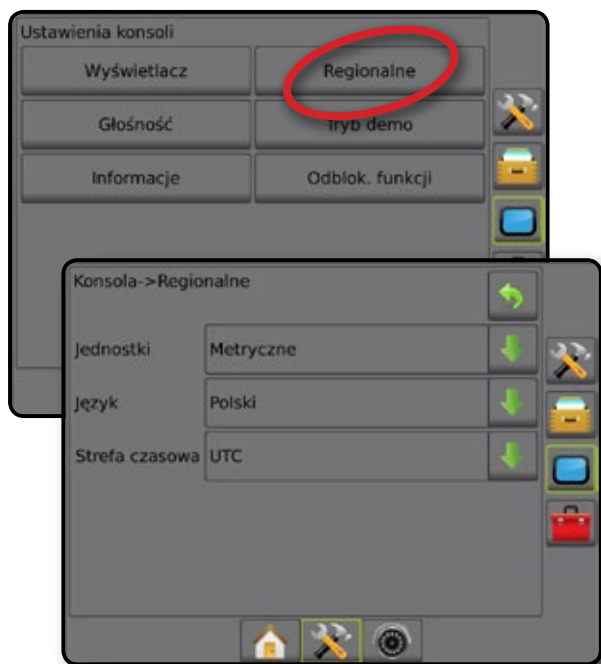 Ustawienia konsoli
Wyświetlacz
Regionalne
Głośność
Tryb demo
Informacje
Odblok. funkcji
Konsola->Regionalne
Jednostki
Metryczne
Język
Polski
Strefa czasowa
UTC